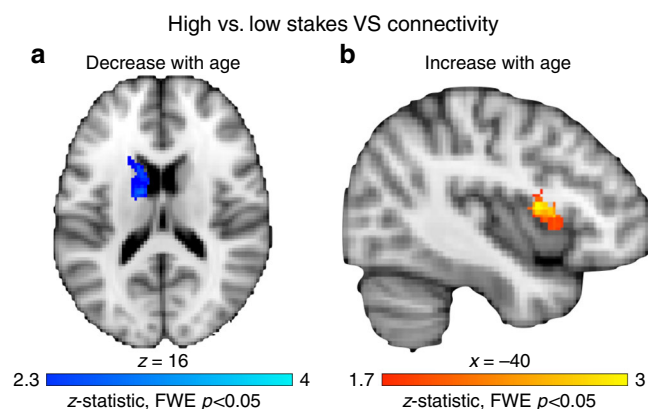 High vs. low stakes VS connectivity
a Decrease with age
b Increase with age
z = 16
2.3 4
z-statistic, FWE p<0.05
x = –40
1.7 3
z-statistic, FWE p<0.05